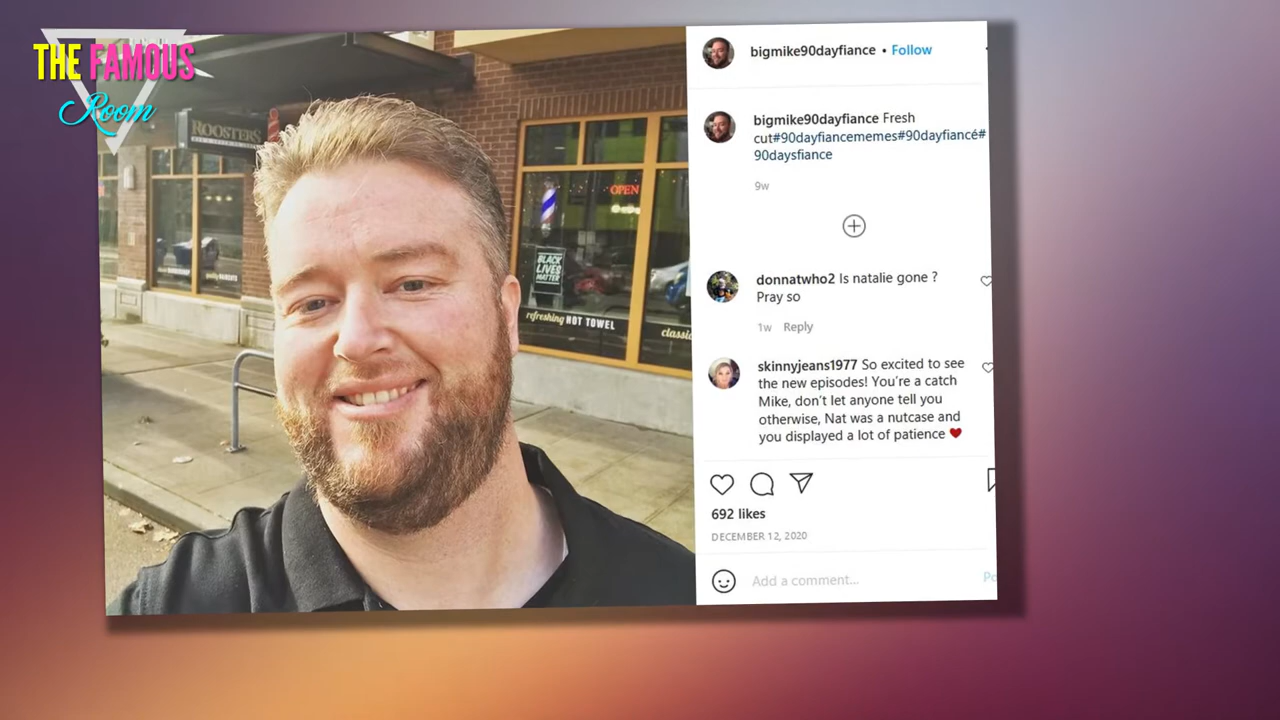 THE FAMOUS
Room
ROOSTERS
OPEN
BLACK
LIVES
MATTER
refreshing HOT TOWEL
classic
bigmike90dayfiance • Follow
bigmike90dayfiance Fresh
cut#90dayfiancememes#90dayfiancé#
90daysfiance
9w
donnatwho2 Is natalie gone ?
Pray so
1w Reply
skinnyjeans1977 So excited to see
the new episodes! You're a catch
Mike, don't let anyone tell you
otherwise, Nat was a nutcase and
you displayed a lot of patience ❤
692 likes
DECEMBER 12, 2020
Add a comment...
Po